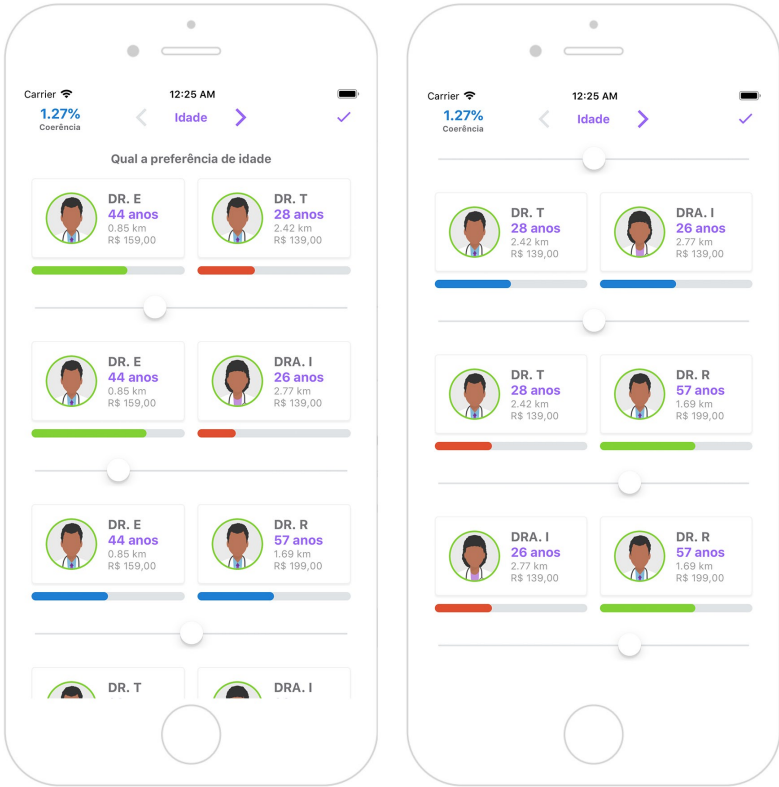 Carrier
12:25 AM
1.27%
Coerência
Idade
Qual a preferência de idade
DR. E
44 anos
0.85 km
R$ 159,00
DR. T
28 anos
2.42 km
R$ 139,00
DR. E
44 anos
0.85 km
R$ 159,00
DRA. I
26 anos
2.77 km
R$ 139,00
DR. E
44 anos
0.85 km
R$ 159,00
DR. R
57 anos
1.69 km
R$ 199,00
DR. T
DRA. I
Carrier
12:25 AM
1.27%
Coerência
Idade
DR. T
28 anos
2.42 km
R$ 139,00
DRA. I
26 anos
2.77 km
R$ 139,00
DR. T
28 anos
2.42 km
R$ 139,00
DR. R
57 anos
1.69 km
R$ 199,00
DRA. I
26 anos
2.77 km
R$ 139,00
DR. R
57 anos
1.69 km
R$ 199,00